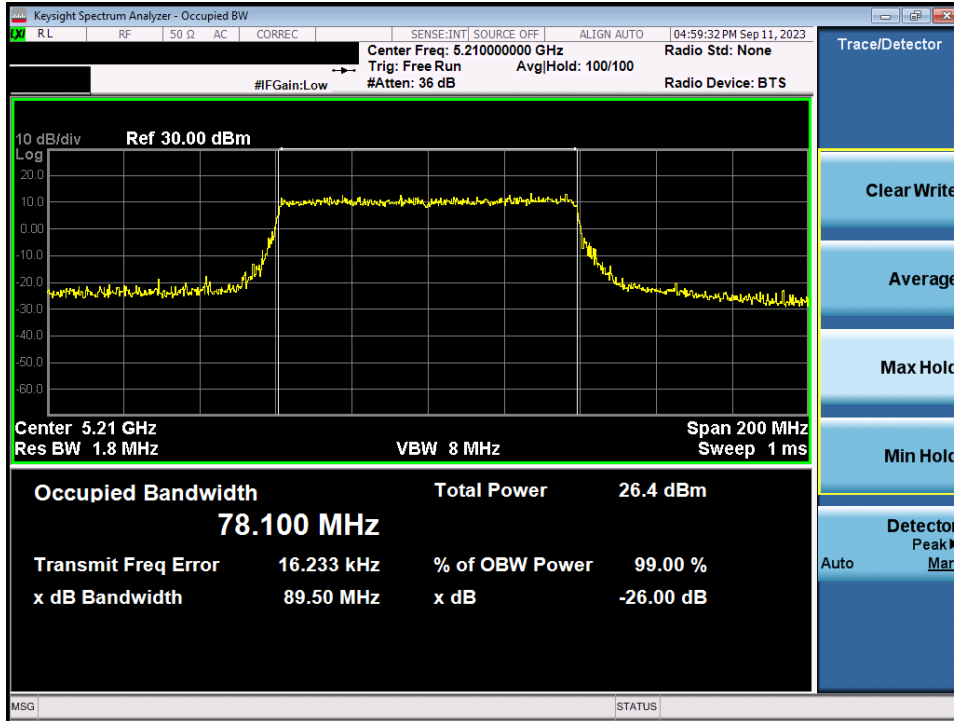 Keysight Spectrum Analyzer - Occupied BW
LXI RL RF 50 Ω AC CORREC SENSE:INT SOURCE OFF ALIGN AUTO 04:59:32 PM Sep 11, 2023
Center Freq: 5.210000000 GHz Radio Std: None
Trig: Free Run Avg|Hold: 100/100
#IFGain:Low #Atten: 36 dB Radio Device: BTS
10 dB/div Ref 30.00 dBm
Log
20.0
10.0
0.00
-10.0
-20.0
-30.0
-40.0
-50.0
-60.0
Center 5.21 GHz Span 200 MHz
Res BW 1.8 MHz VBW 8 MHz Sweep 1 ms
Occupied Bandwidth Total Power 26.4 dBm
78.100 MHz
Transmit Freq Error 16.233 kHz % of OBW Power 99.00 %
x dB Bandwidth 89.50 MHz x dB -26.00 dB
MSG STATUS
Trace/Detector
Clear Write
Average
Max Hold
Min Hold
Detector
Peak▶
Auto Man